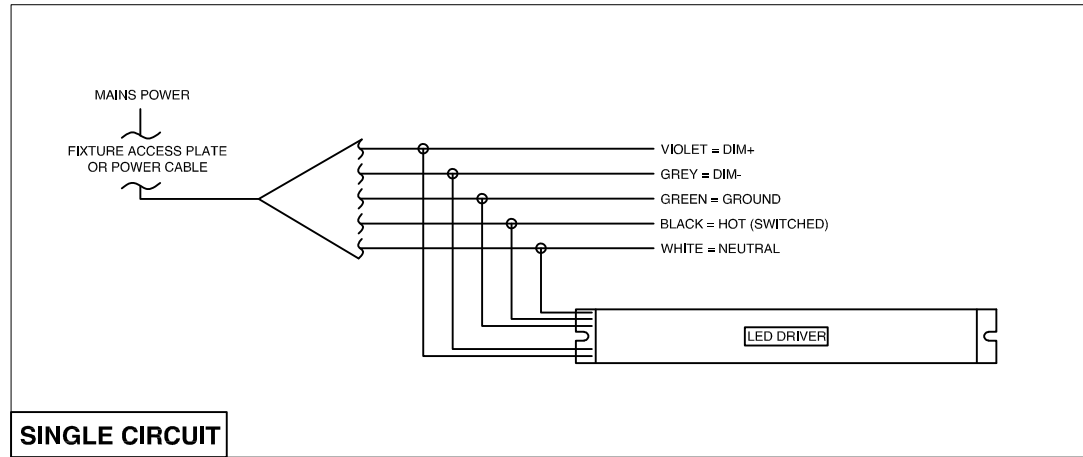 MAINS POWER
FIXTURE ACCESS PLATE
OR POWER CABLE
VIOLET = DIM+
GREY = DIM-
GREEN = GROUND
BLACK = HOT (SWITCHED)
WHITE = NEUTRAL
LED DRIVER
SINGLE CIRCUIT